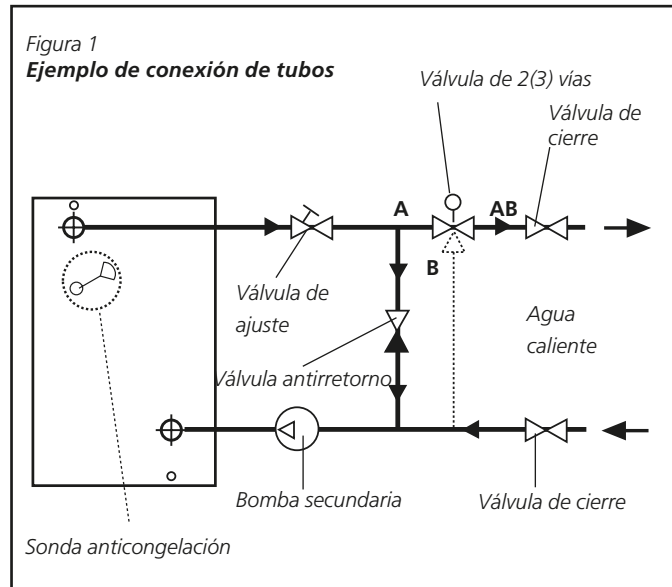 Figura 1
Ejemplo de conexión de tubos
Válvula de 2(3) vías
Válvula de
cierre
A
AB
B
Válvula de
ajuste
Agua
caliente
Válvula antirretorno
Bomba secundaria
Válvula de cierre
Sonda anticongelación